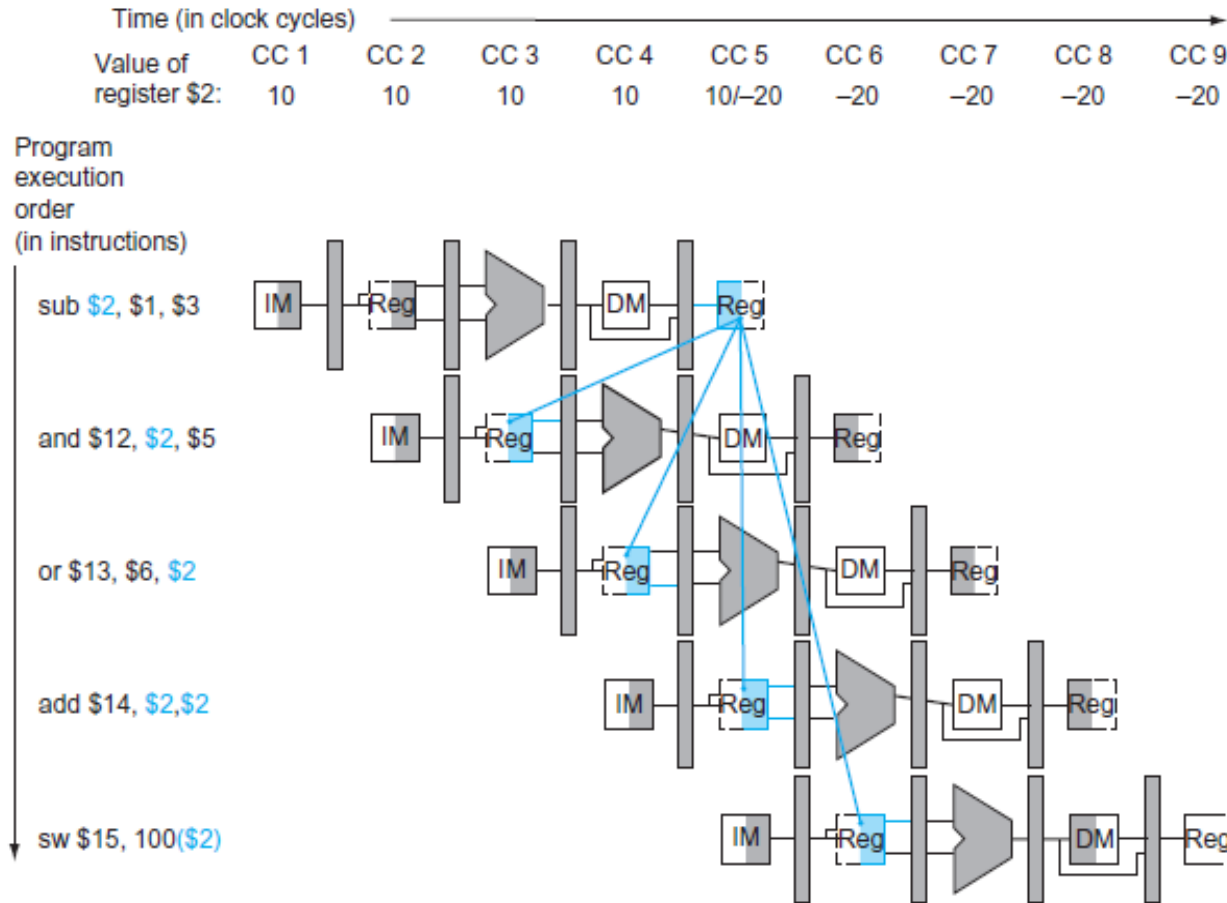 Time (in clock cycles)
CC 1 CC 2 CC 3 CC 4 CC 5 CC 6 CC 7 CC 8 CC 9
Value of
register $2: 10 10 10 10 10/–20 –20 –20 –20 –20
Program
execution
order
(in instructions)
sub $2, $1, $3 IM Reg DM Reg
and $12, $2, $5 IM Reg DM Reg
or $13, $6, $2 IM Reg DM Reg
add $14, $2,$2 IM Reg DM Reg
sw $15, 100($2) IM Reg DM Reg